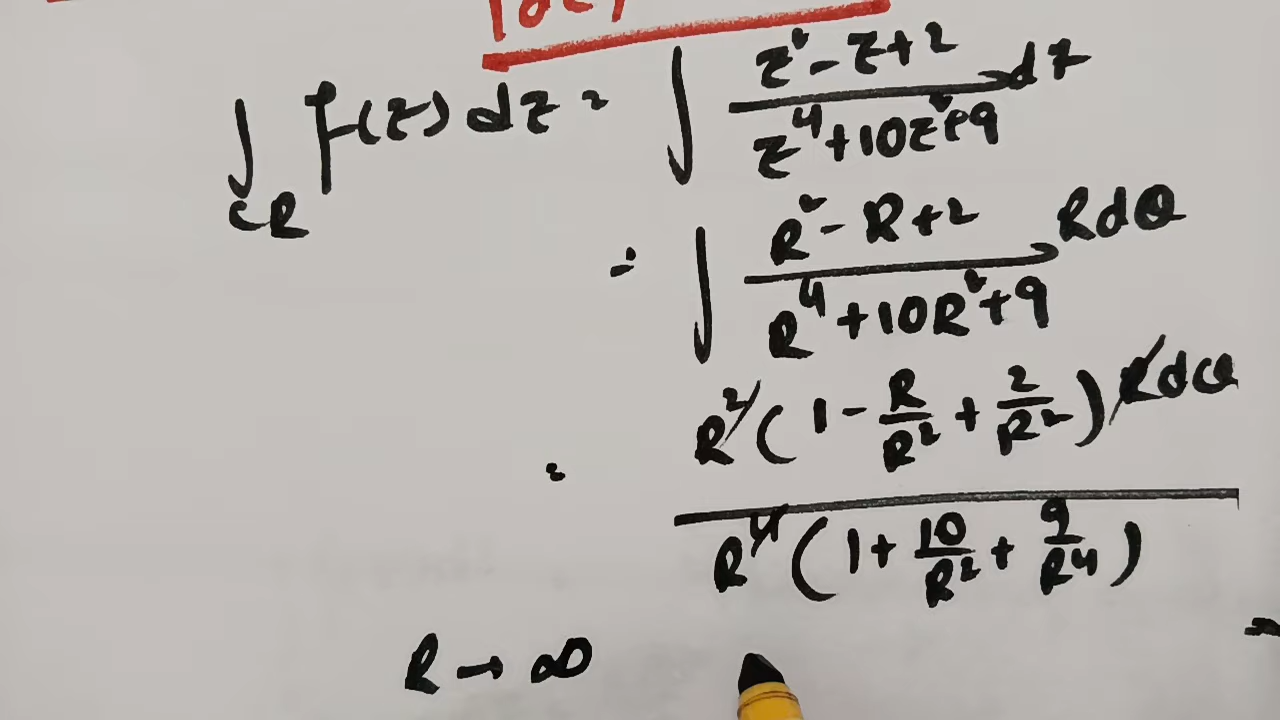 ∫_{CR} f(z) dz = ∫ (z² - z + 2)/(z⁴ + 10z² + 9) dz
= ∫ (R² - R + 2)/(R⁴ + 10R² + 9) R dθ
= R²(1 - R/R² + 2/R²) R dθ / R⁴(1 + 10/R² + 9/R⁴)
R → ∞